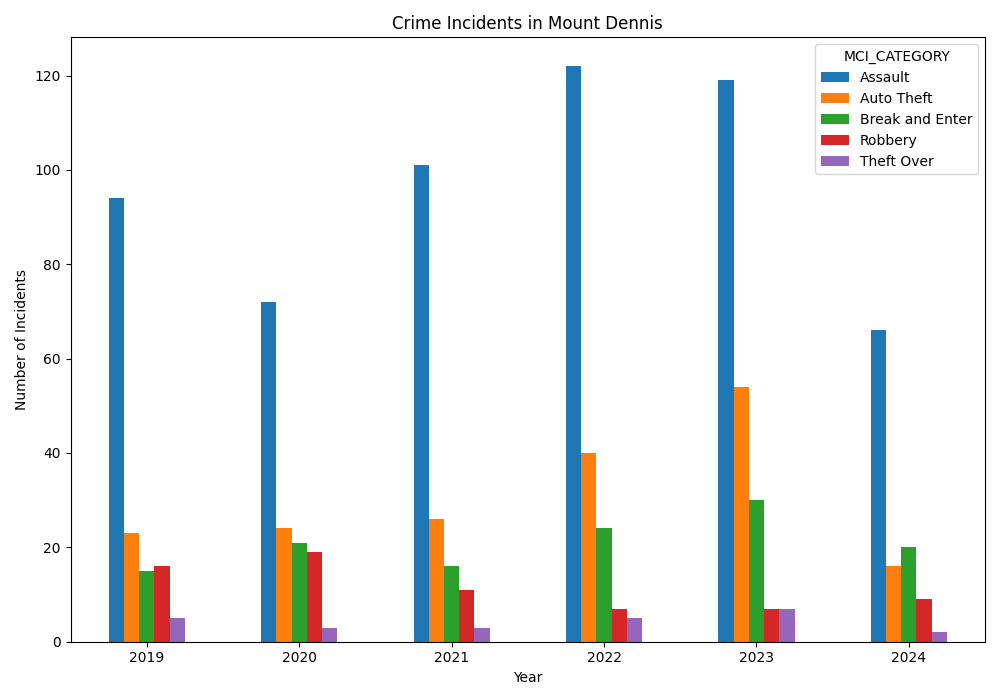 Crime Incidents in Mount Dennis
MCI_CATEGORY
Assault
Auto Theft
Break and Enter
Robbery
Theft Over
Number of Incidents
120
100
80
60
40
20
0
2019
2020
2021
2022
2023
2024
Year